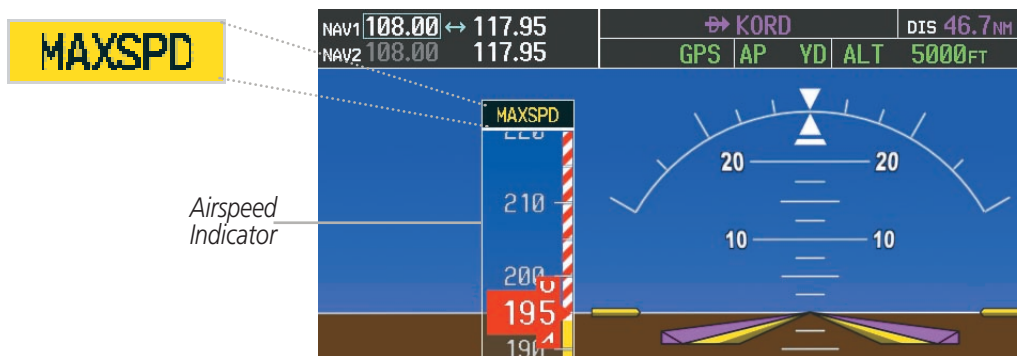 MAXSPD
NAV1 108.00 ↔ 117.95
NAV2 108.00 117.95
KORD DIS 46.7NM
GPS AP YD ALT 5000FT
MAXSPD
220
20 20
210
Airspeed
Indicator
10 10
200
195
190